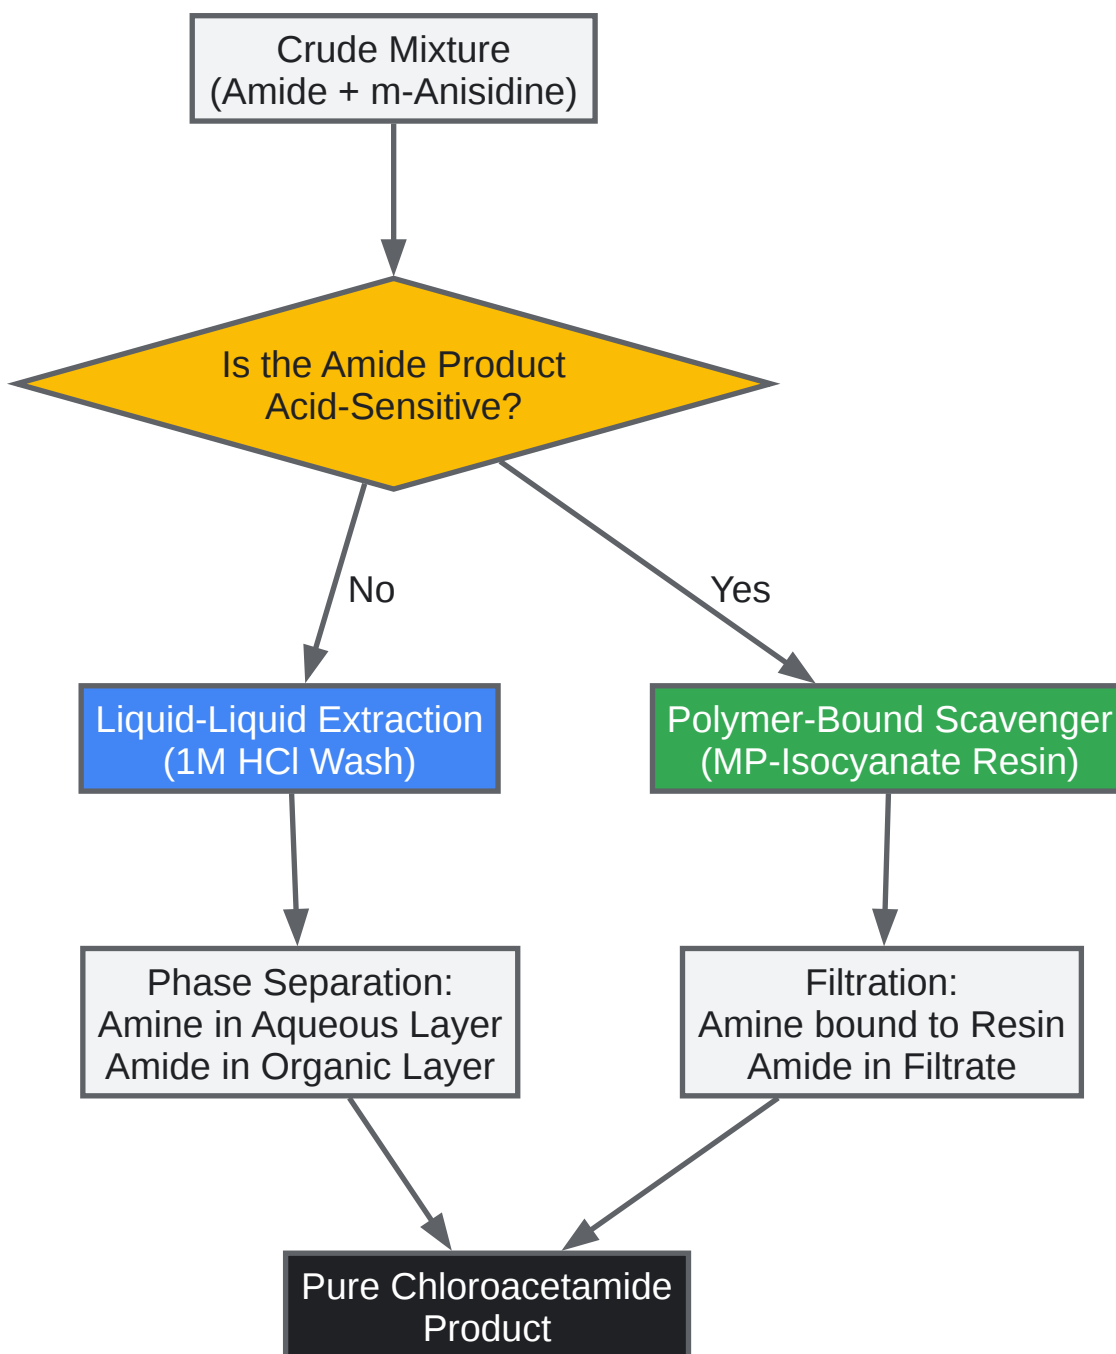 Crude Mixture
(Amide + m-Anisidine)
Is the Amide Product
Acid-Sensitive?
No
Yes
Liquid-Liquid Extraction
(1M HCl Wash)
Polymer-Bound Scavenger
(MP-Isocyanate Resin)
Phase Separation:
Amine in Aqueous Layer
Amide in Organic Layer
Filtration:
Amine bound to Resin
Amide in Filtrate
Pure Chloroacetamide
Product